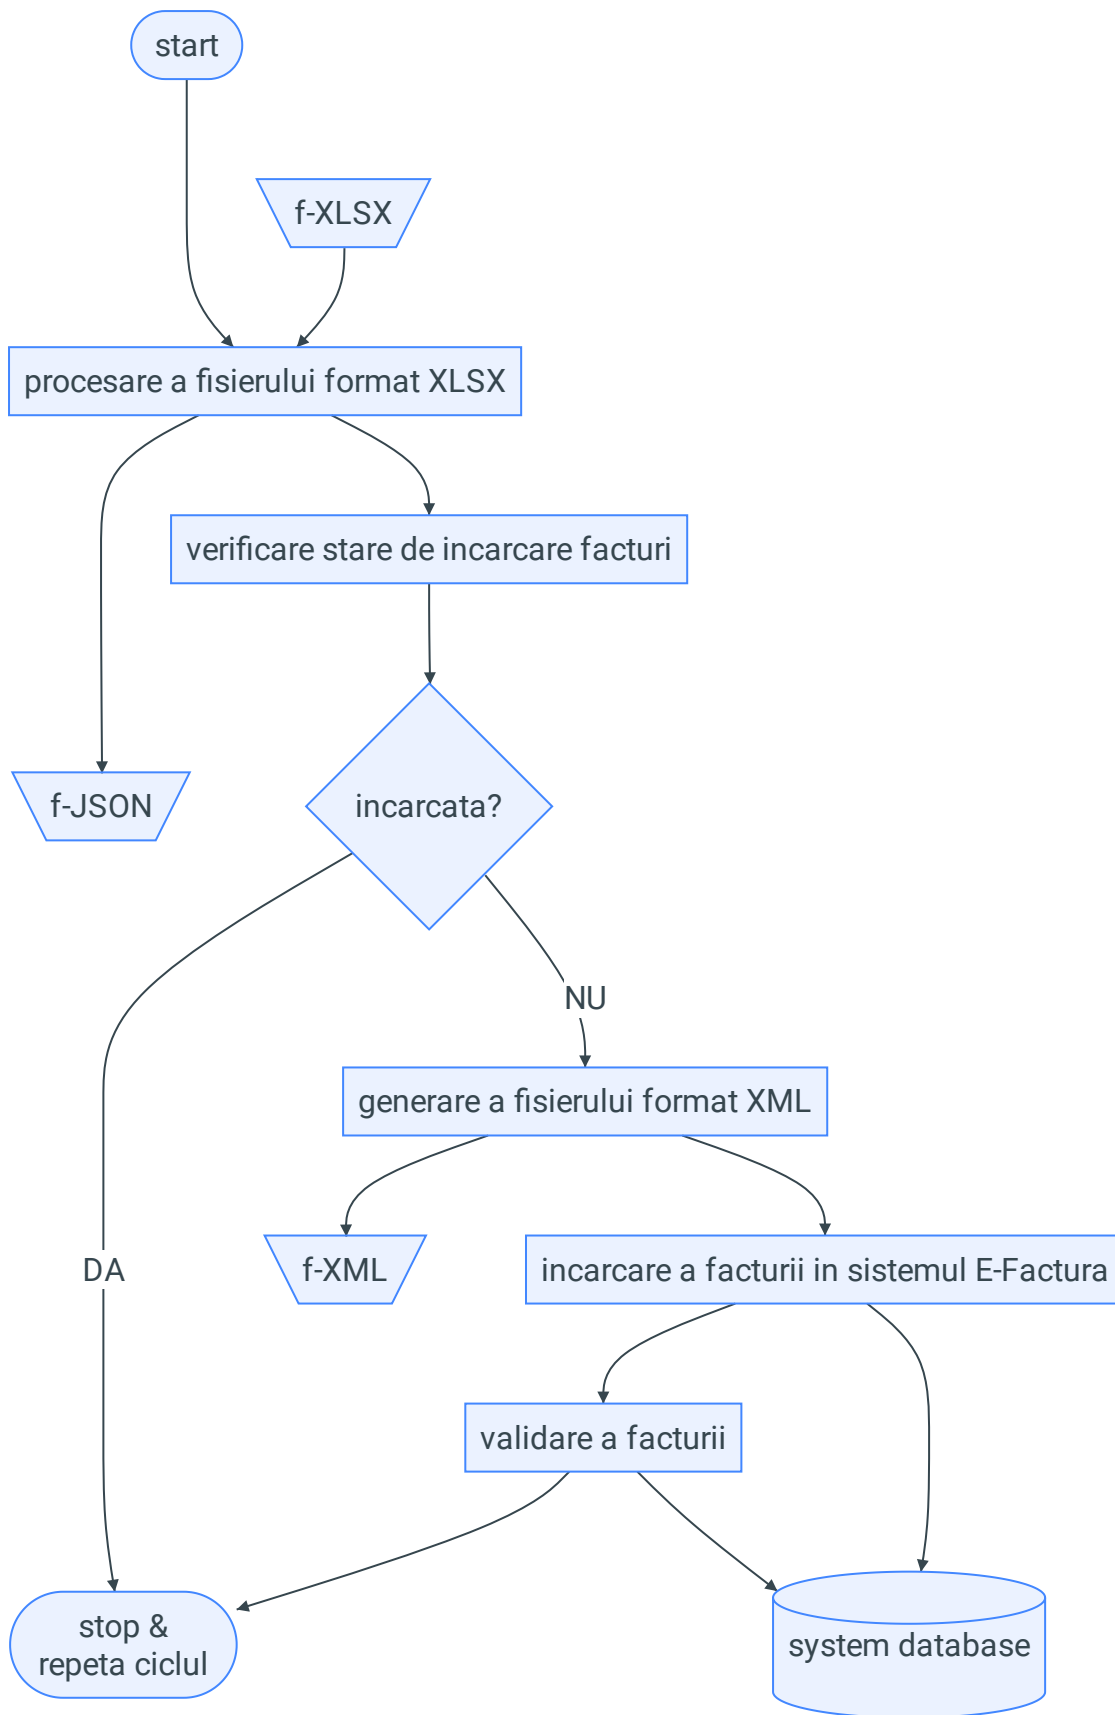 start
f-XLSX
procesare a fisierului format XLSX
verificare stare de incarcare facturi
f-JSON
incarcata?
NU
generare a fisierului format XML
DA
f-XML
incarcare a facturii in sistemul E-Factura
validare a facturii
stop &
repeta ciclul
system database